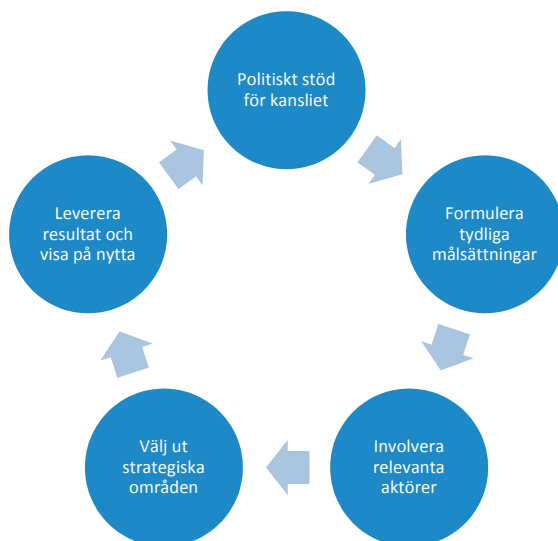 Politiskt stöd
för kansliet
Formulera
tydliga
målsättningar
Involvera
relevanta
aktörer
Välj ut
strategiska
områden
Leverera
resultat och
visa på nytta